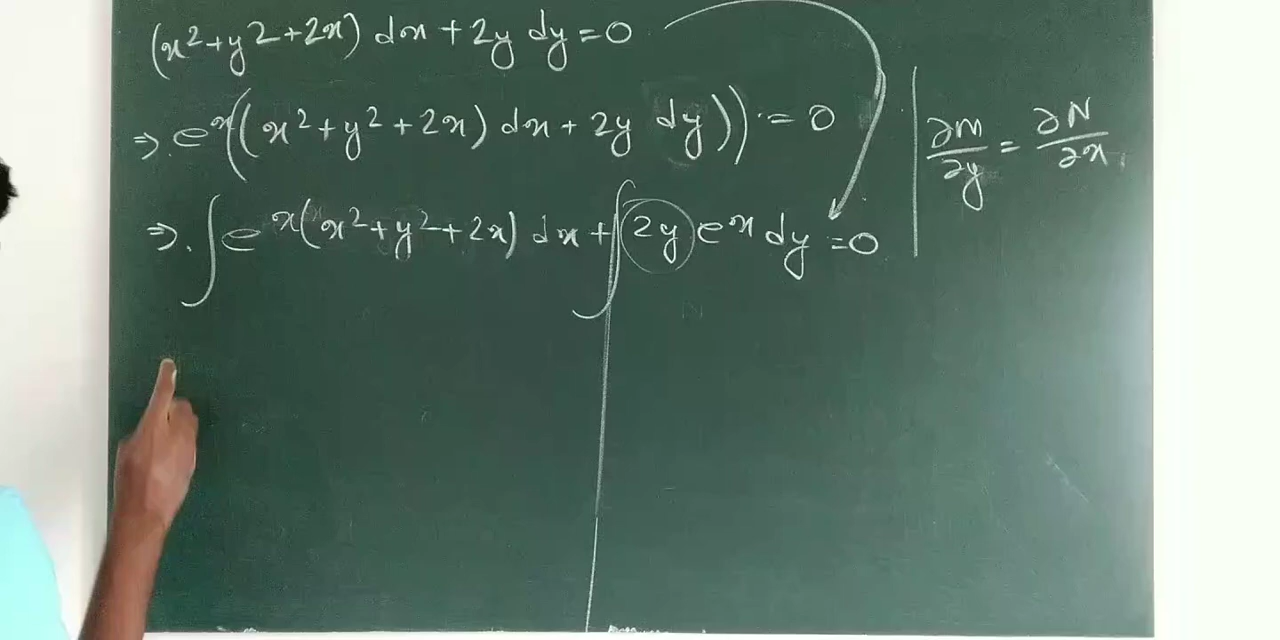 (x²+y2+2x) dx + 2y dy = 0
⇒ eˣ((x²+y²+2x) dx + 2y dy)) = 0
∂M/∂y = ∂N/∂x
⇒ ∫eˣ(x²+y²+2x) dx + ∫2y eˣ dy = 0